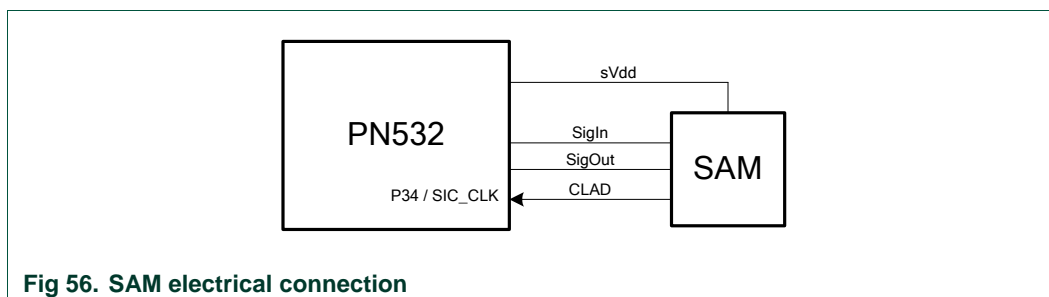 sVdd
PN532
SigIn
SAM
SigOut
P34 / SIC_CLK
CLAD
Fig 56. SAM electrical connection